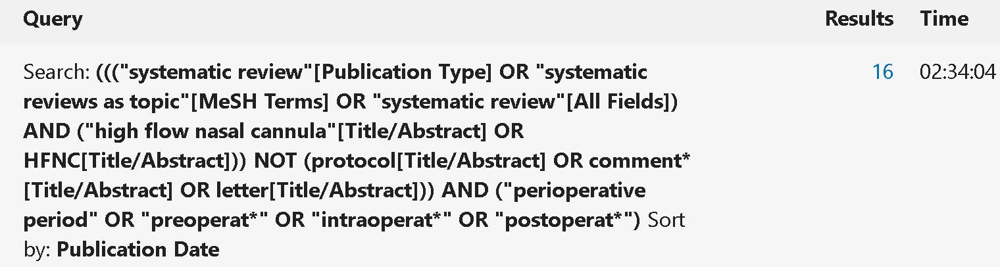 Query Results Time
Search: ((("systematic review"[Publication Type] OR "systematic 16 02:34:04
reviews as topic"[MeSH Terms] OR "systematic review"[All Fields])
AND ("high flow nasal cannula"[Title/Abstract] OR
HFNC[Title/Abstract])) NOT (protocol[Title/Abstract] OR comment*
[Title/Abstract] OR letter[Title/Abstract])) AND ("perioperative
period" OR "preoperat*" OR "intraoperat*" OR "postoperat*") Sort
by: Publication Date